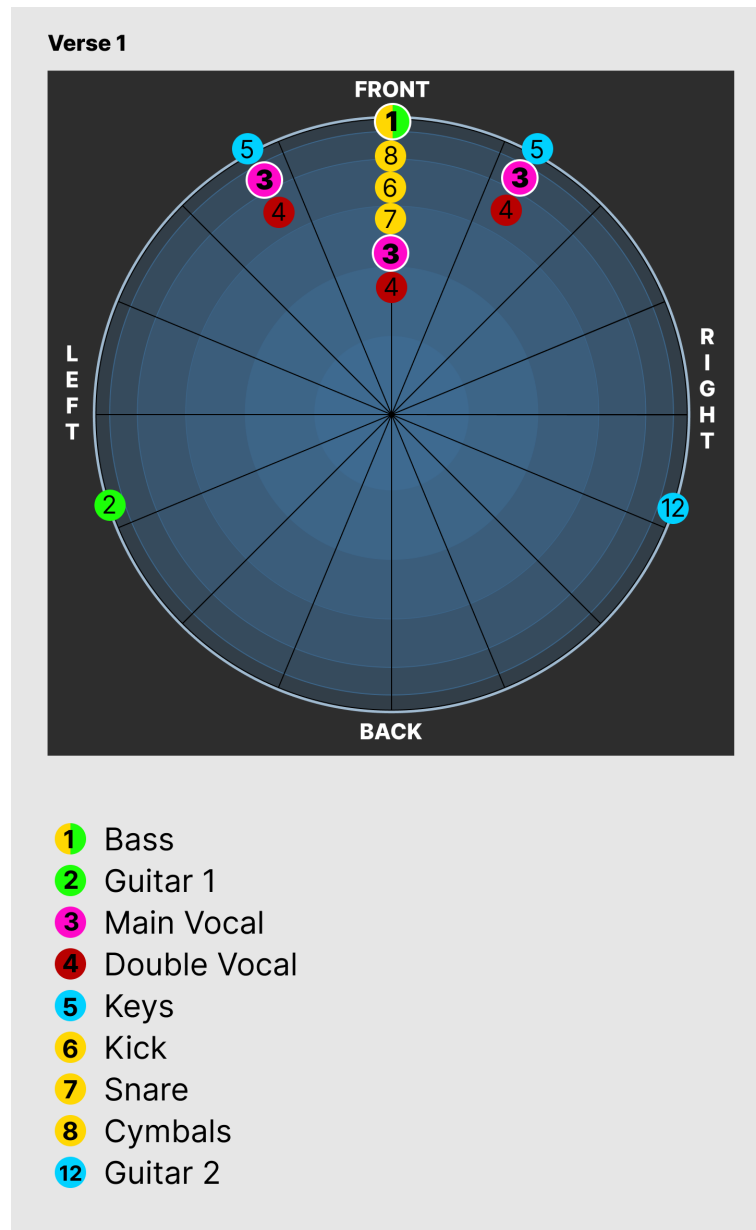 Verse 1
FRONT
1
5
5
8
3
3
6
4
4
7
3
4
LEFT
RIGHT
2
12
BACK
1 Bass
2 Guitar 1
3 Main Vocal
4 Double Vocal
5 Keys
6 Kick
7 Snare
8 Cymbals
12 Guitar 2